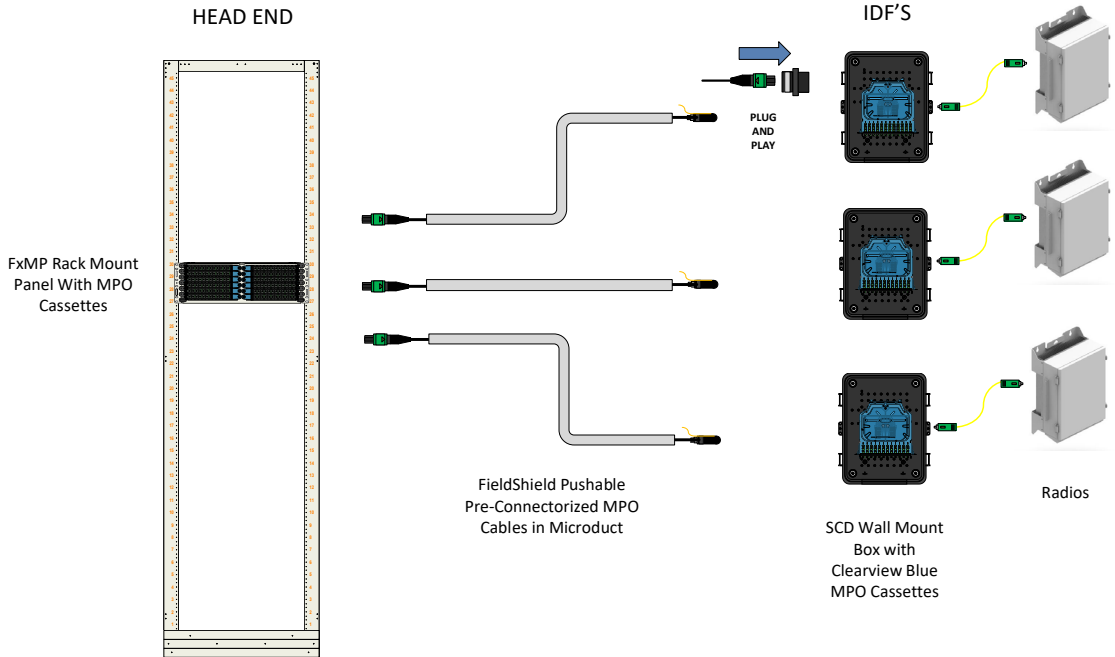 HEAD END
IDF'S
PLUG
AND
PLAY
FxMP Rack Mount
Panel With MPO
Cassettes
FieldShield Pushable
Pre-Connectorized MPO
Cables in Microduct
SCD Wall Mount
Box with
Clearview Blue
MPO Cassettes
Radios